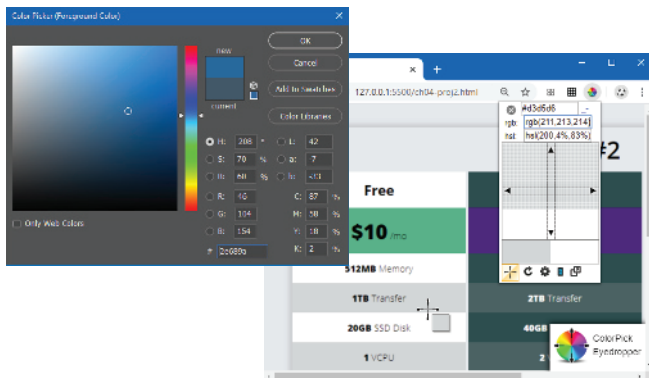 Color Picker (Foreground Color)
new
current
OK
Cancel
Add to Swatches
Color Libraries
H: 208 °
S: 70 %
B: 60 %
R: 46
G: 104
B: 154
# 2e689a
L: 42
a: -7
b: -33
C: 87 %
M: 58 %
Y: 18 %
K: 2 %
Only Web Colors
127.0.0.1:5500/ch04-proj2.html
#d3d5d6
rgb: rgb(211,213,214)
hsl: hsl(200,4%,83%)
#2
Free
$10 /mo
512MB Memory
1TB Transfer
2TB Transfer
20GB SSD Disk
40GB
1 VCPU
2
ColorPick
Eyedropper